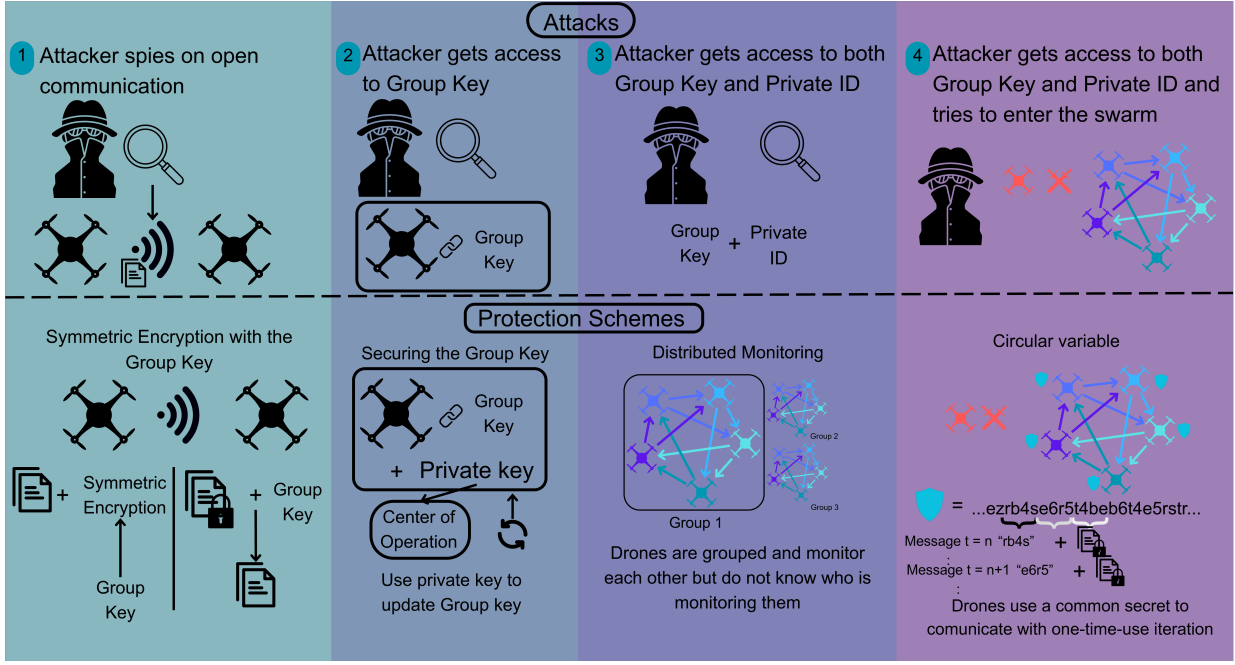 Attacks
1
Attacker spies on open
communication
2
Attacker gets access
to Group Key
Group
Key
3
Attacker gets access to both
Group Key and Private ID
Group
Key
+
Private
ID
4
Attacker gets access to both
Group Key and Private ID and
tries to enter the swarm
Protection Schemes
Symmetric Encryption with the
Group Key
+
Symmetric
Encryption
Group
Key
+
Group
Key
Securing the Group Key
Group
Key
+ Private key
Center of
Operation
Use private key to
update Group key
Distributed Monitoring
Group 1
Group 2
Group 3
Drones are grouped and monitor
each other but do not know who is
monitoring them
Circular variable
= ...ezrb4se6r5t4beb6t4e5rstr...
Message t = n "rb4s" +
:
Message t = n+1 "e6r5" +
:
Drones use a common secret to
comunicate with one-time-use iteration